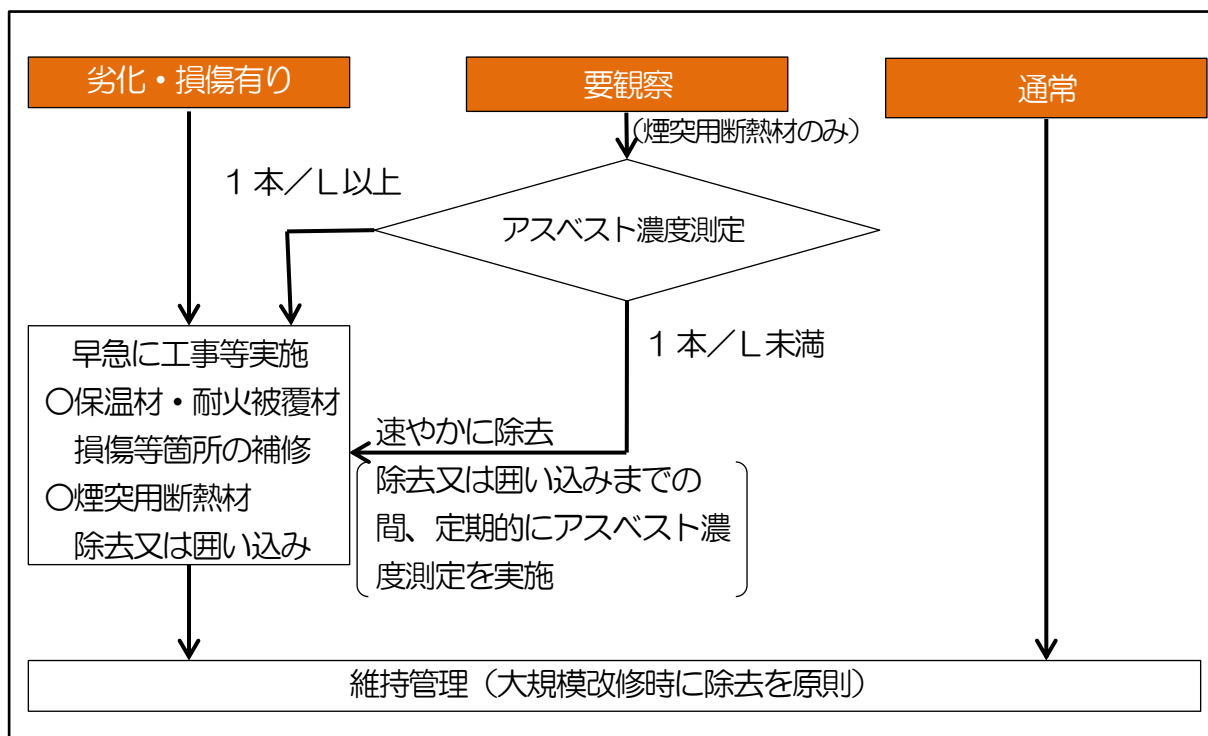 劣化・損傷有り
要観察
通常
（煙突用断熱材のみ）
１本／Ｌ以上
アスベスト濃度測定
１本／Ｌ未満
早急に工事等実施
〇保温材・耐火被覆材
損傷等箇所の補修
〇煙突用断熱材
除去又は囲い込み
速やかに除去
除去又は囲い込みまでの
間、定期的にアスベスト濃
度測定を実施
維持管理（大規模改修時に除去を原則）